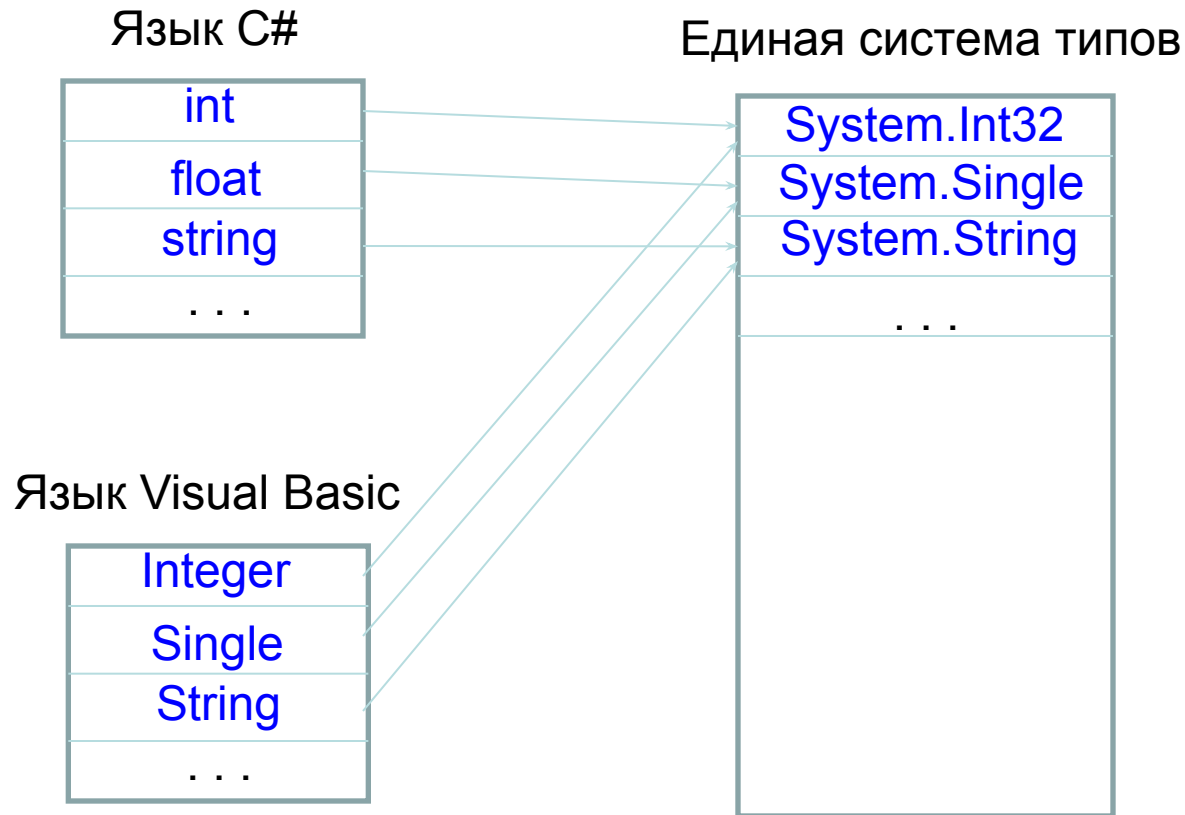 Язык C#
int
float
string
. . .
Единая система типов
System.Int32
System.Single
System.String
. . .
Язык Visual Basic
Integer
Single
String
. . .